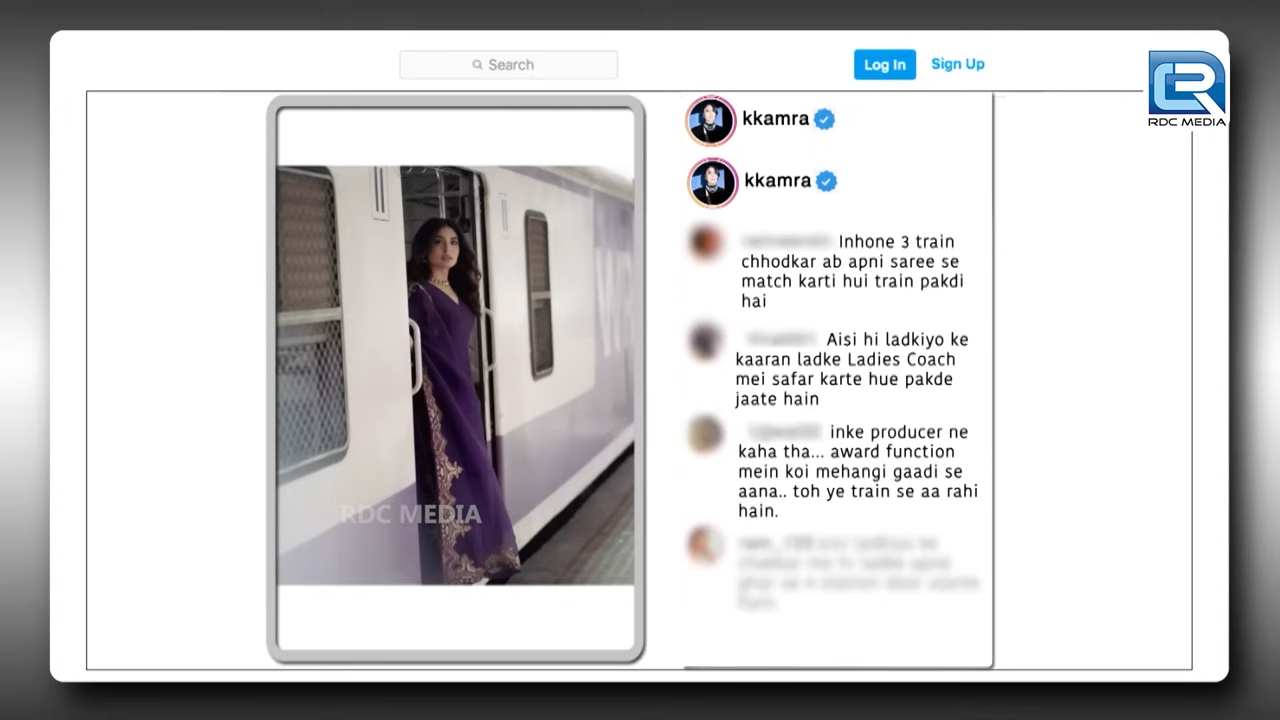 Search
Log In
Sign Up
RDC MEDIA
kkamra
kkamra
Inhone 3 train
chhodkar ab apni saree se
match karti hui train pakdi
hai
Aisi hi ladkiyo ke
kaaran ladke Ladies Coach
mei safar karte hue pakde
jaate hain
inke producer ne
kaha tha... award function
mein koi mehangi gaadi se
aana.. toh ye train se aa rahi
hain.
RDC MEDIA